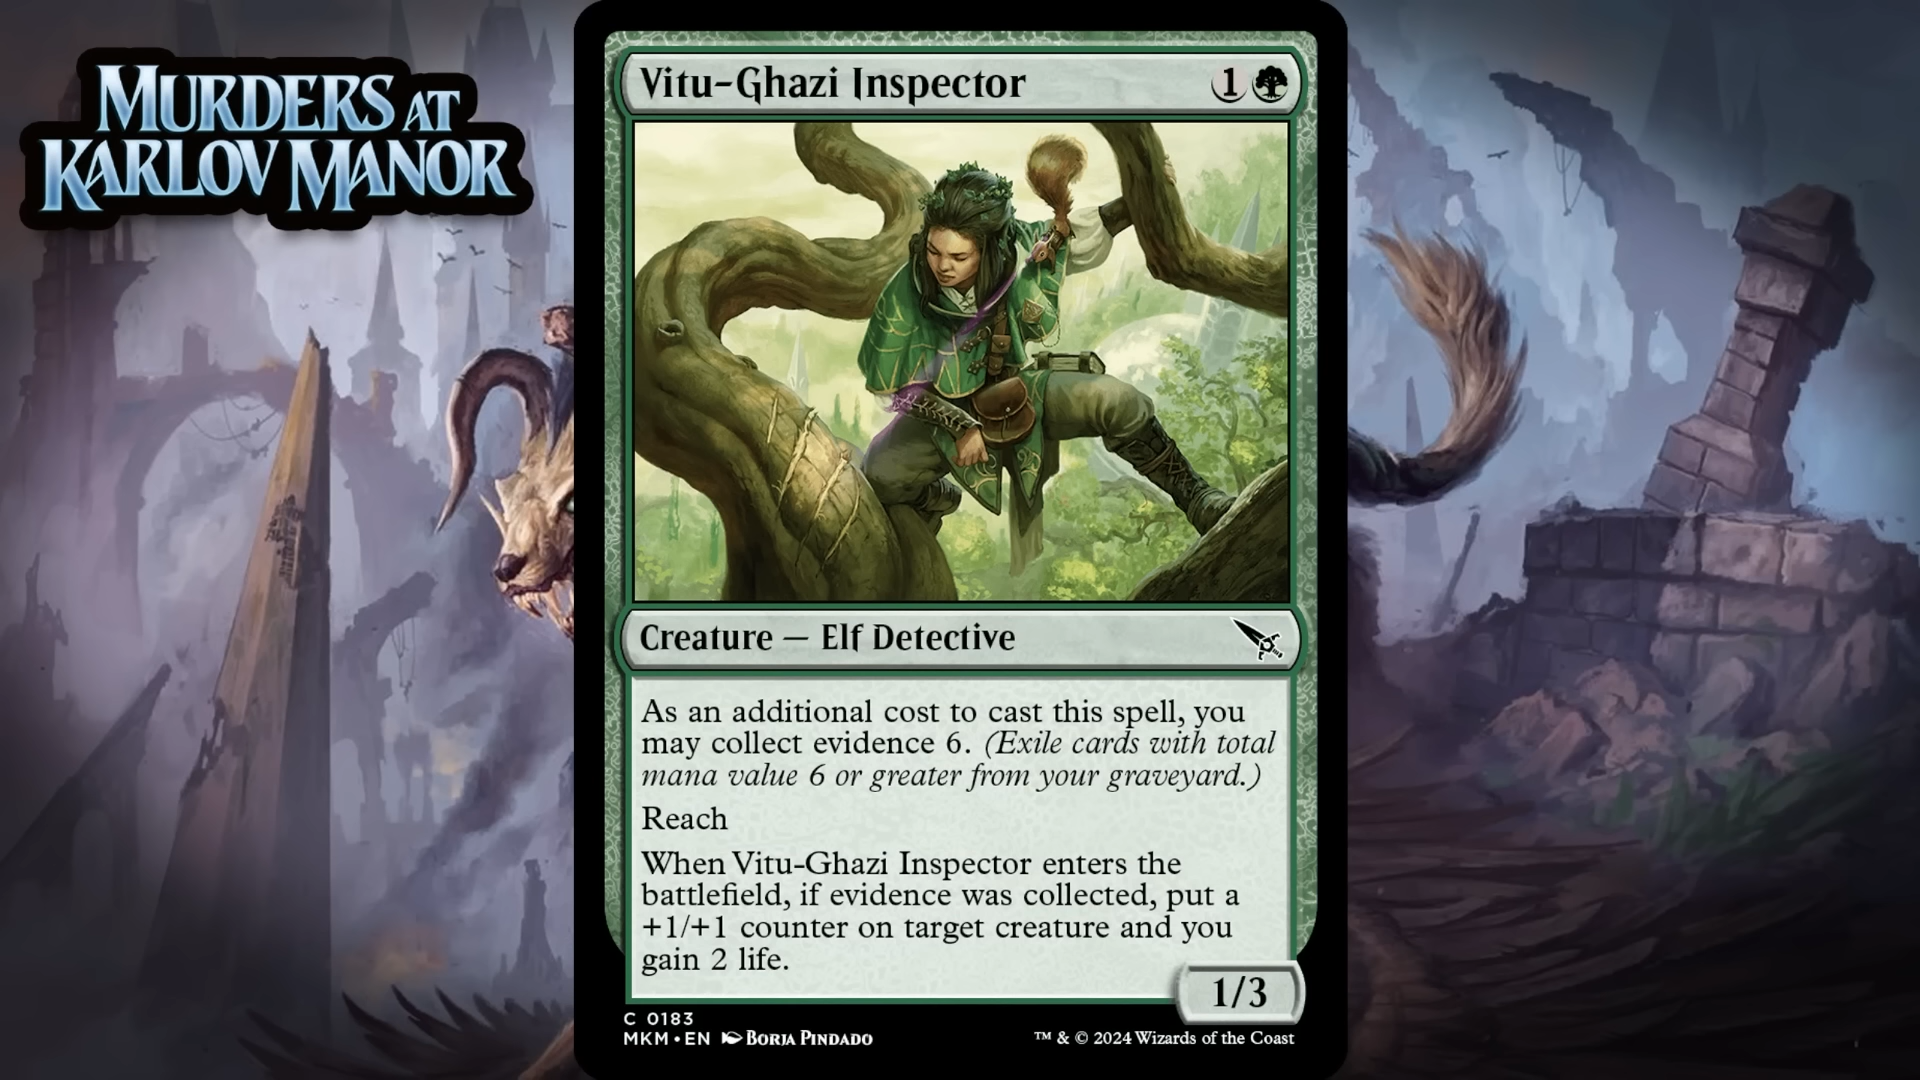 MURDERS AT
KARLOV MANOR
Vitu-Ghazi Inspector 1
Creature — Elf Detective
As an additional cost to cast this spell, you
may collect evidence 6. (Exile cards with total
mana value 6 or greater from your graveyard.)
Reach
When Vitu-Ghazi Inspector enters the
battlefield, if evidence was collected, put a
+1/+1 counter on target creature and you
gain 2 life.
1/3
C 0183
MKM • EN BORJA PINDADO
™ & © 2024 Wizards of the Coast